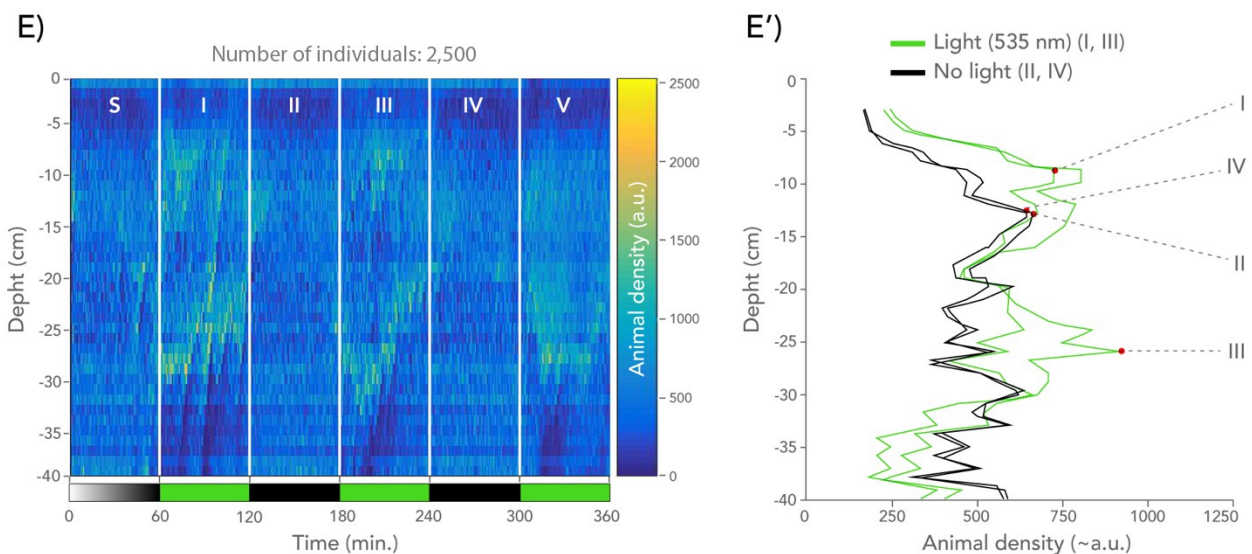 E)
Number of individuals: 2,500
0
-5
-10
-15
-20
-25
-30
-35
-40
Depht (cm)
S I II III IV V
2500
2000
1500
1000
500
0
Animal density (a.u.)
0 60 120 180 240 300 360
Time (min.)
E')
Light (535 nm) (I, III)
No light (II, IV)
0
-5
-10
-15
-20
-25
-30
-35
-40
Depht (cm)
I
IV
II
III
0 250 500 750 1000 1250
Animal density (~a.u.)